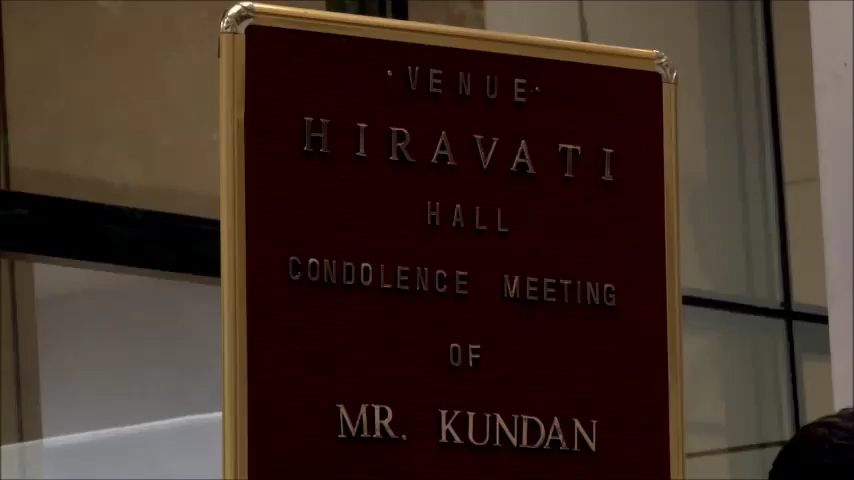 VENUE
HIRAVATI
HALL
CONDOLENCE MEETING
OF
MR. KUNDAN